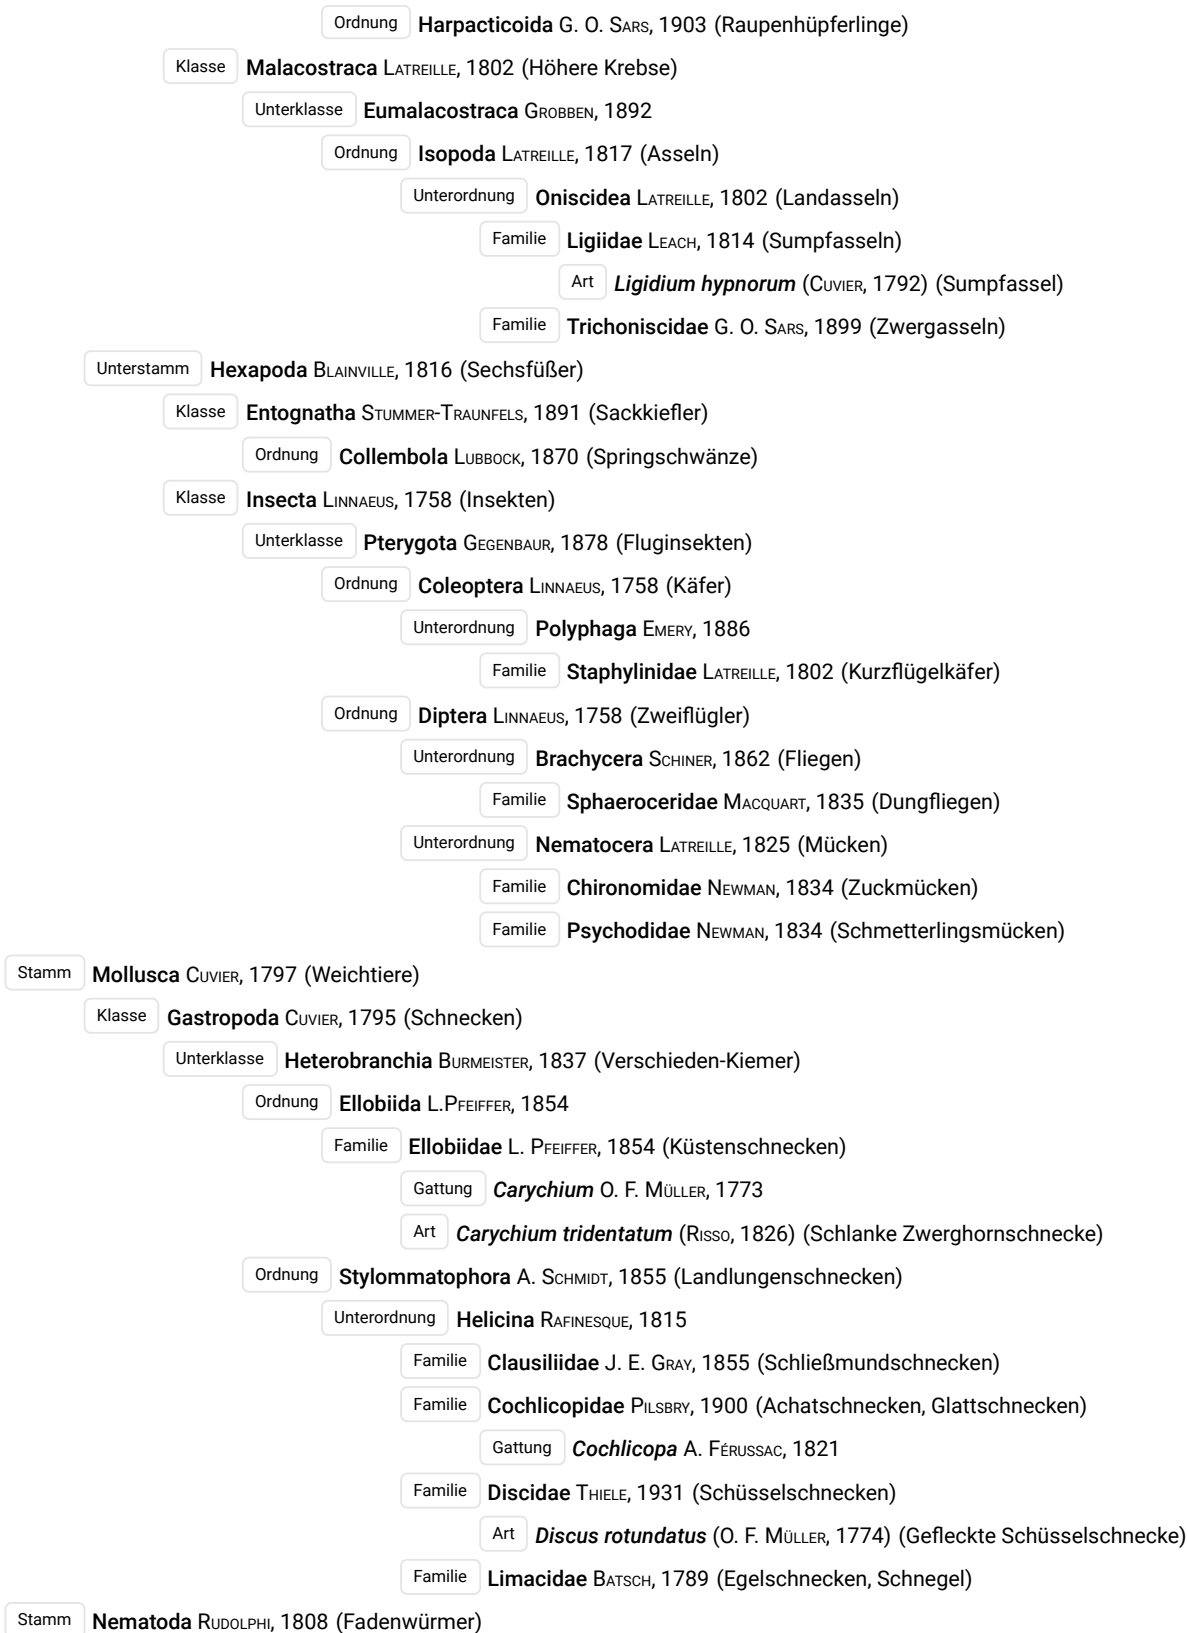 Ordnung Harpacticoida G. O. Sars, 1903 (Raupenhüpferlinge)
Klasse Malacostraca Latreille, 1802 (Höhere Krebse)
Unterklasse Eumalacostraca Grobben, 1892
Ordnung Isopoda Latreille, 1817 (Asseln)
Unterordnung Oniscidea Latreille, 1802 (Landasseln)
Familie Ligiidae Leach, 1814 (Sumpfasseln)
Art Ligidium hypnorum (Cuvier, 1792) (Sumpfassel)
Familie Trichoniscidae G. O. Sars, 1899 (Zwergasseln)
Unterstamm Hexapoda Blainville, 1816 (Sechsfüßer)
Klasse Entognatha Stummer-Traunfels, 1891 (Sackkiefler)
Ordnung Collembola Lubbock, 1870 (Springschwänze)
Klasse Insecta Linnaeus, 1758 (Insekten)
Unterklasse Pterygota Gegenbaur, 1878 (Fluginsekten)
Ordnung Coleoptera Linnaeus, 1758 (Käfer)
Unterordnung Polyphaga Emery, 1886
Familie Staphylinidae Latreille, 1802 (Kurzflügelkäfer)
Ordnung Diptera Linnaeus, 1758 (Zweiflügler)
Unterordnung Brachycera Schiner, 1862 (Fliegen)
Familie Sphaeroceridae Macquart, 1835 (Dungfliegen)
Unterordnung Nematocera Latreille, 1825 (Mücken)
Familie Chironomidae Newman, 1834 (Zuckmücken)
Familie Psychodidae Newman, 1834 (Schmetterlingsmücken)
Stamm Mollusca Cuvier, 1797 (Weichtiere)
Klasse Gastropoda Cuvier, 1795 (Schnecken)
Unterklasse Heterobranchia Burmeister, 1837 (Verschieden-Kiemer)
Ordnung Ellobiida L.Pfeiffer, 1854
Familie Ellobiidae L. Pfeiffer, 1854 (Küstenschnecken)
Gattung Carychium O. F. Müller, 1773
Art Carychium tridentatum (Risso, 1826) (Schlanke Zwerghornschnecke)
Ordnung Stylommatophora A. Schmidt, 1855 (Landlungenschnecken)
Unterordnung Helicina Rafinesque, 1815
Familie Clausiliidae J. E. Gray, 1855 (Schließmundschnecken)
Familie Cochlicopidae Pilsbry, 1900 (Achatschnecken, Glattschnecken)
Gattung Cochlicopa A. Férussac, 1821
Familie Discidae Thiele, 1931 (Schüsselschnecken)
Art Discus rotundatus (O. F. Müller, 1774) (Gefleckte Schüsselschnecke)
Familie Limacidae Batsch, 1789 (Egelschnecken, Schnegel)
Stamm Nematoda Rudolphi, 1808 (Fadenwürmer)